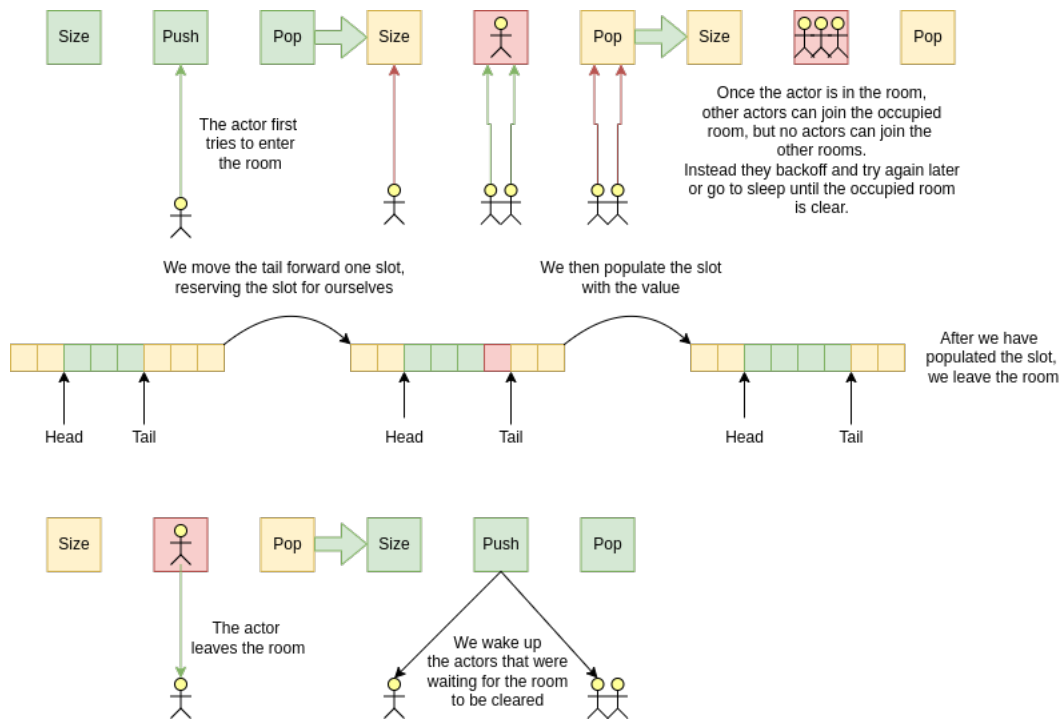 Size
Push
Pop
Size
Pop
Size
Pop
The actor first
tries to enter
the room
Once the actor is in the room,
other actors can join the occupied
room, but no actors can join the
other rooms.
Instead they backoff and try again later
or go to sleep until the occupied room
is clear.
We move the tail forward one slot,
reserving the slot for ourselves
We then populate the slot
with the value
After we have
populated the slot,
we leave the room
Head
Tail
Head
Tail
Head
Tail
Size
Pop
Size
Push
Pop
The actor
leaves the room
We wake up
the actors that were
waiting for the room
to be cleared